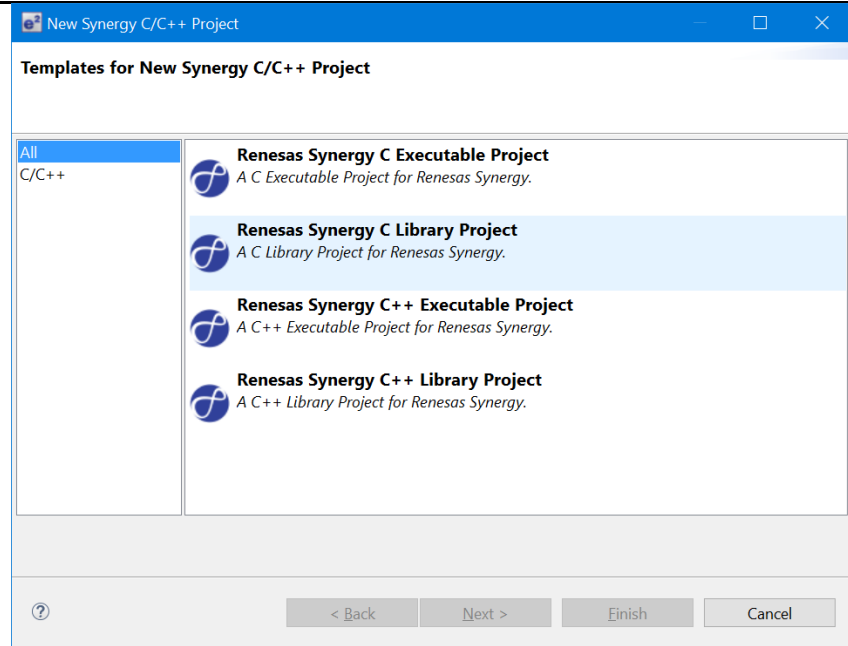 e² New Synergy C/C++ Project
Templates for New Synergy C/C++ Project
All
C/C++
Renesas Synergy C Executable Project
A C Executable Project for Renesas Synergy.
Renesas Synergy C Library Project
A C Library Project for Renesas Synergy.
Renesas Synergy C++ Executable Project
A C++ Executable Project for Renesas Synergy.
Renesas Synergy C++ Library Project
A C++ Library Project for Renesas Synergy.
? < Back Next > Finish Cancel